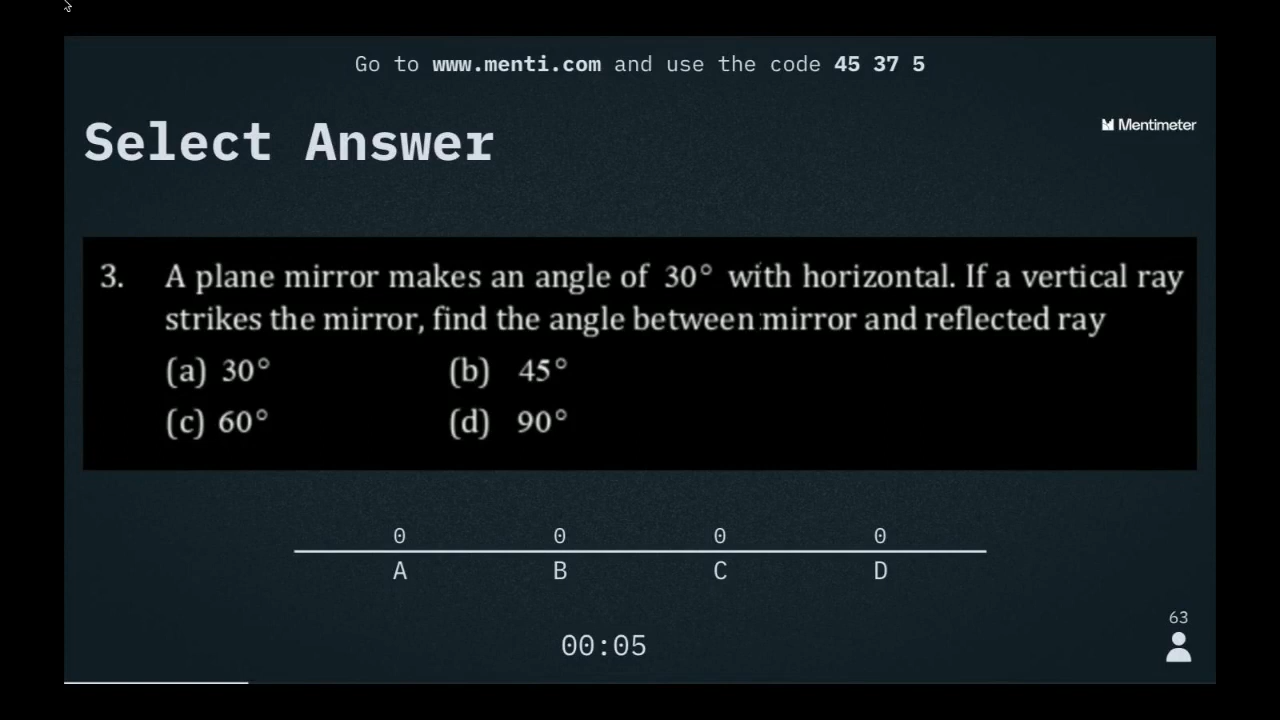 Go to www.menti.com and use the code 45 37 5
Select Answer
Mentimeter
3. A plane mirror makes an angle of 30° with horizontal. If a vertical ray
strikes the mirror, find the angle between mirror and reflected ray
(a) 30° (b) 45°
(c) 60° (d) 90°
0 0 0 0
A B C D
63
00:05